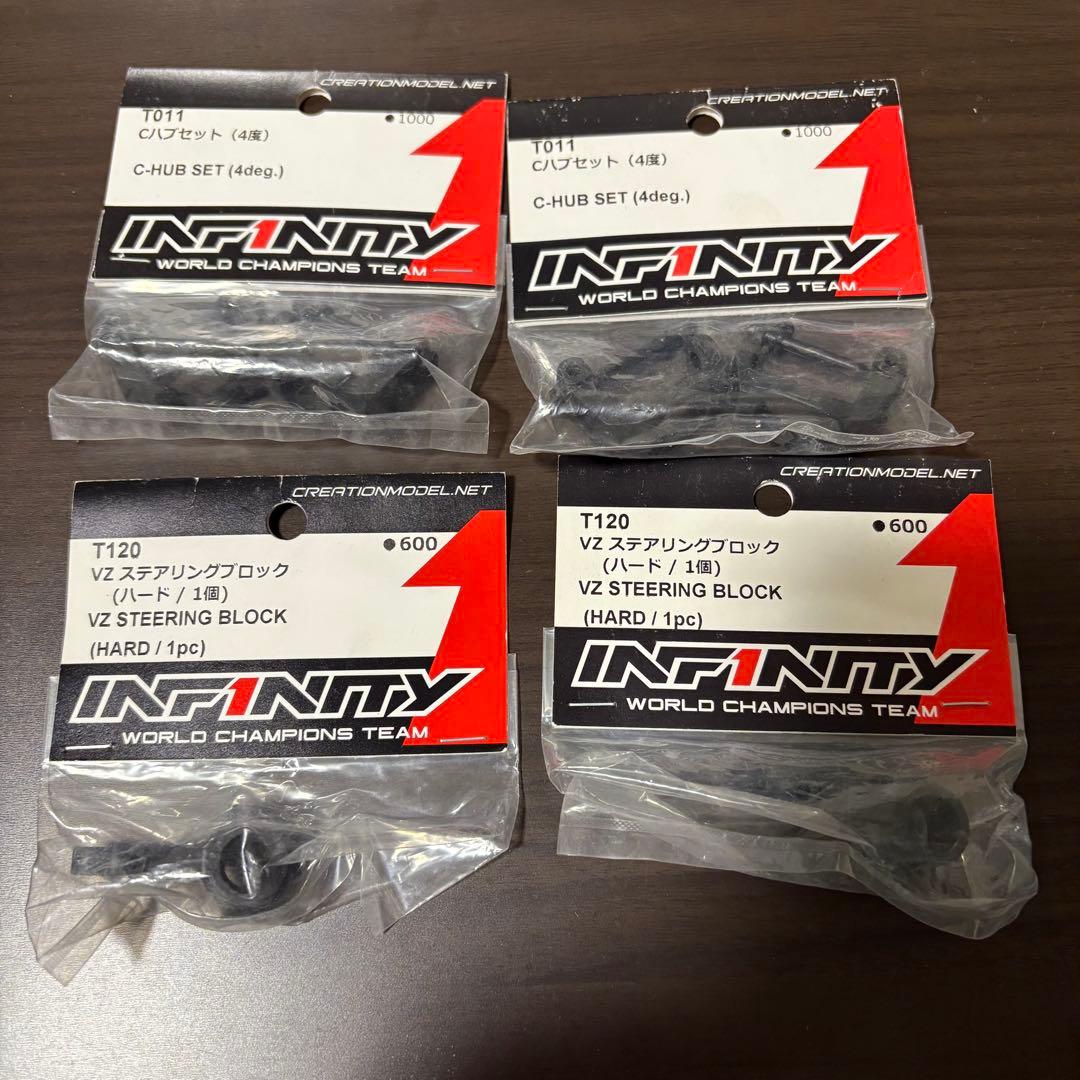 CREATIONMODEL.NET
T011
●1000
Cハブセット（4度）
C-HUB SET (4deg.)
INF1NITY
WORLD CHAMPIONS TEAM
CREATIONMODEL.NET
T011
●1000
Cハブセット（4度）
C-HUB SET (4deg.)
INF1NITY
WORLD CHAMPIONS TEAM
CREATIONMODEL.NET
T120
●600
VZ ステアリングブロック
(ハード / 1個)
VZ STEERING BLOCK
(HARD / 1pc)
INF1NITY
WORLD CHAMPIONS TEAM
CREATIONMODEL.NET
T120
●600
VZ ステアリングブロック
(ハード / 1個)
VZ STEERING BLOCK
(HARD / 1pc)
INF1NITY
WORLD CHAMPIONS TEAM